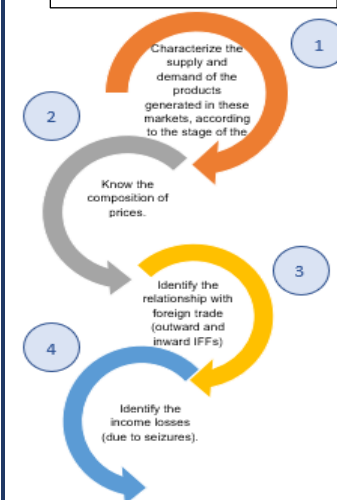 1
Characterize the
supply and
demand of the
products
generated in these
markets, according
to the stage of the
2
Know the
composition of
prices.
3
Identify the
relationship with
foreign trade
(outward and
inward IFFs)
4
Identify the
income losses
(due to seizures).